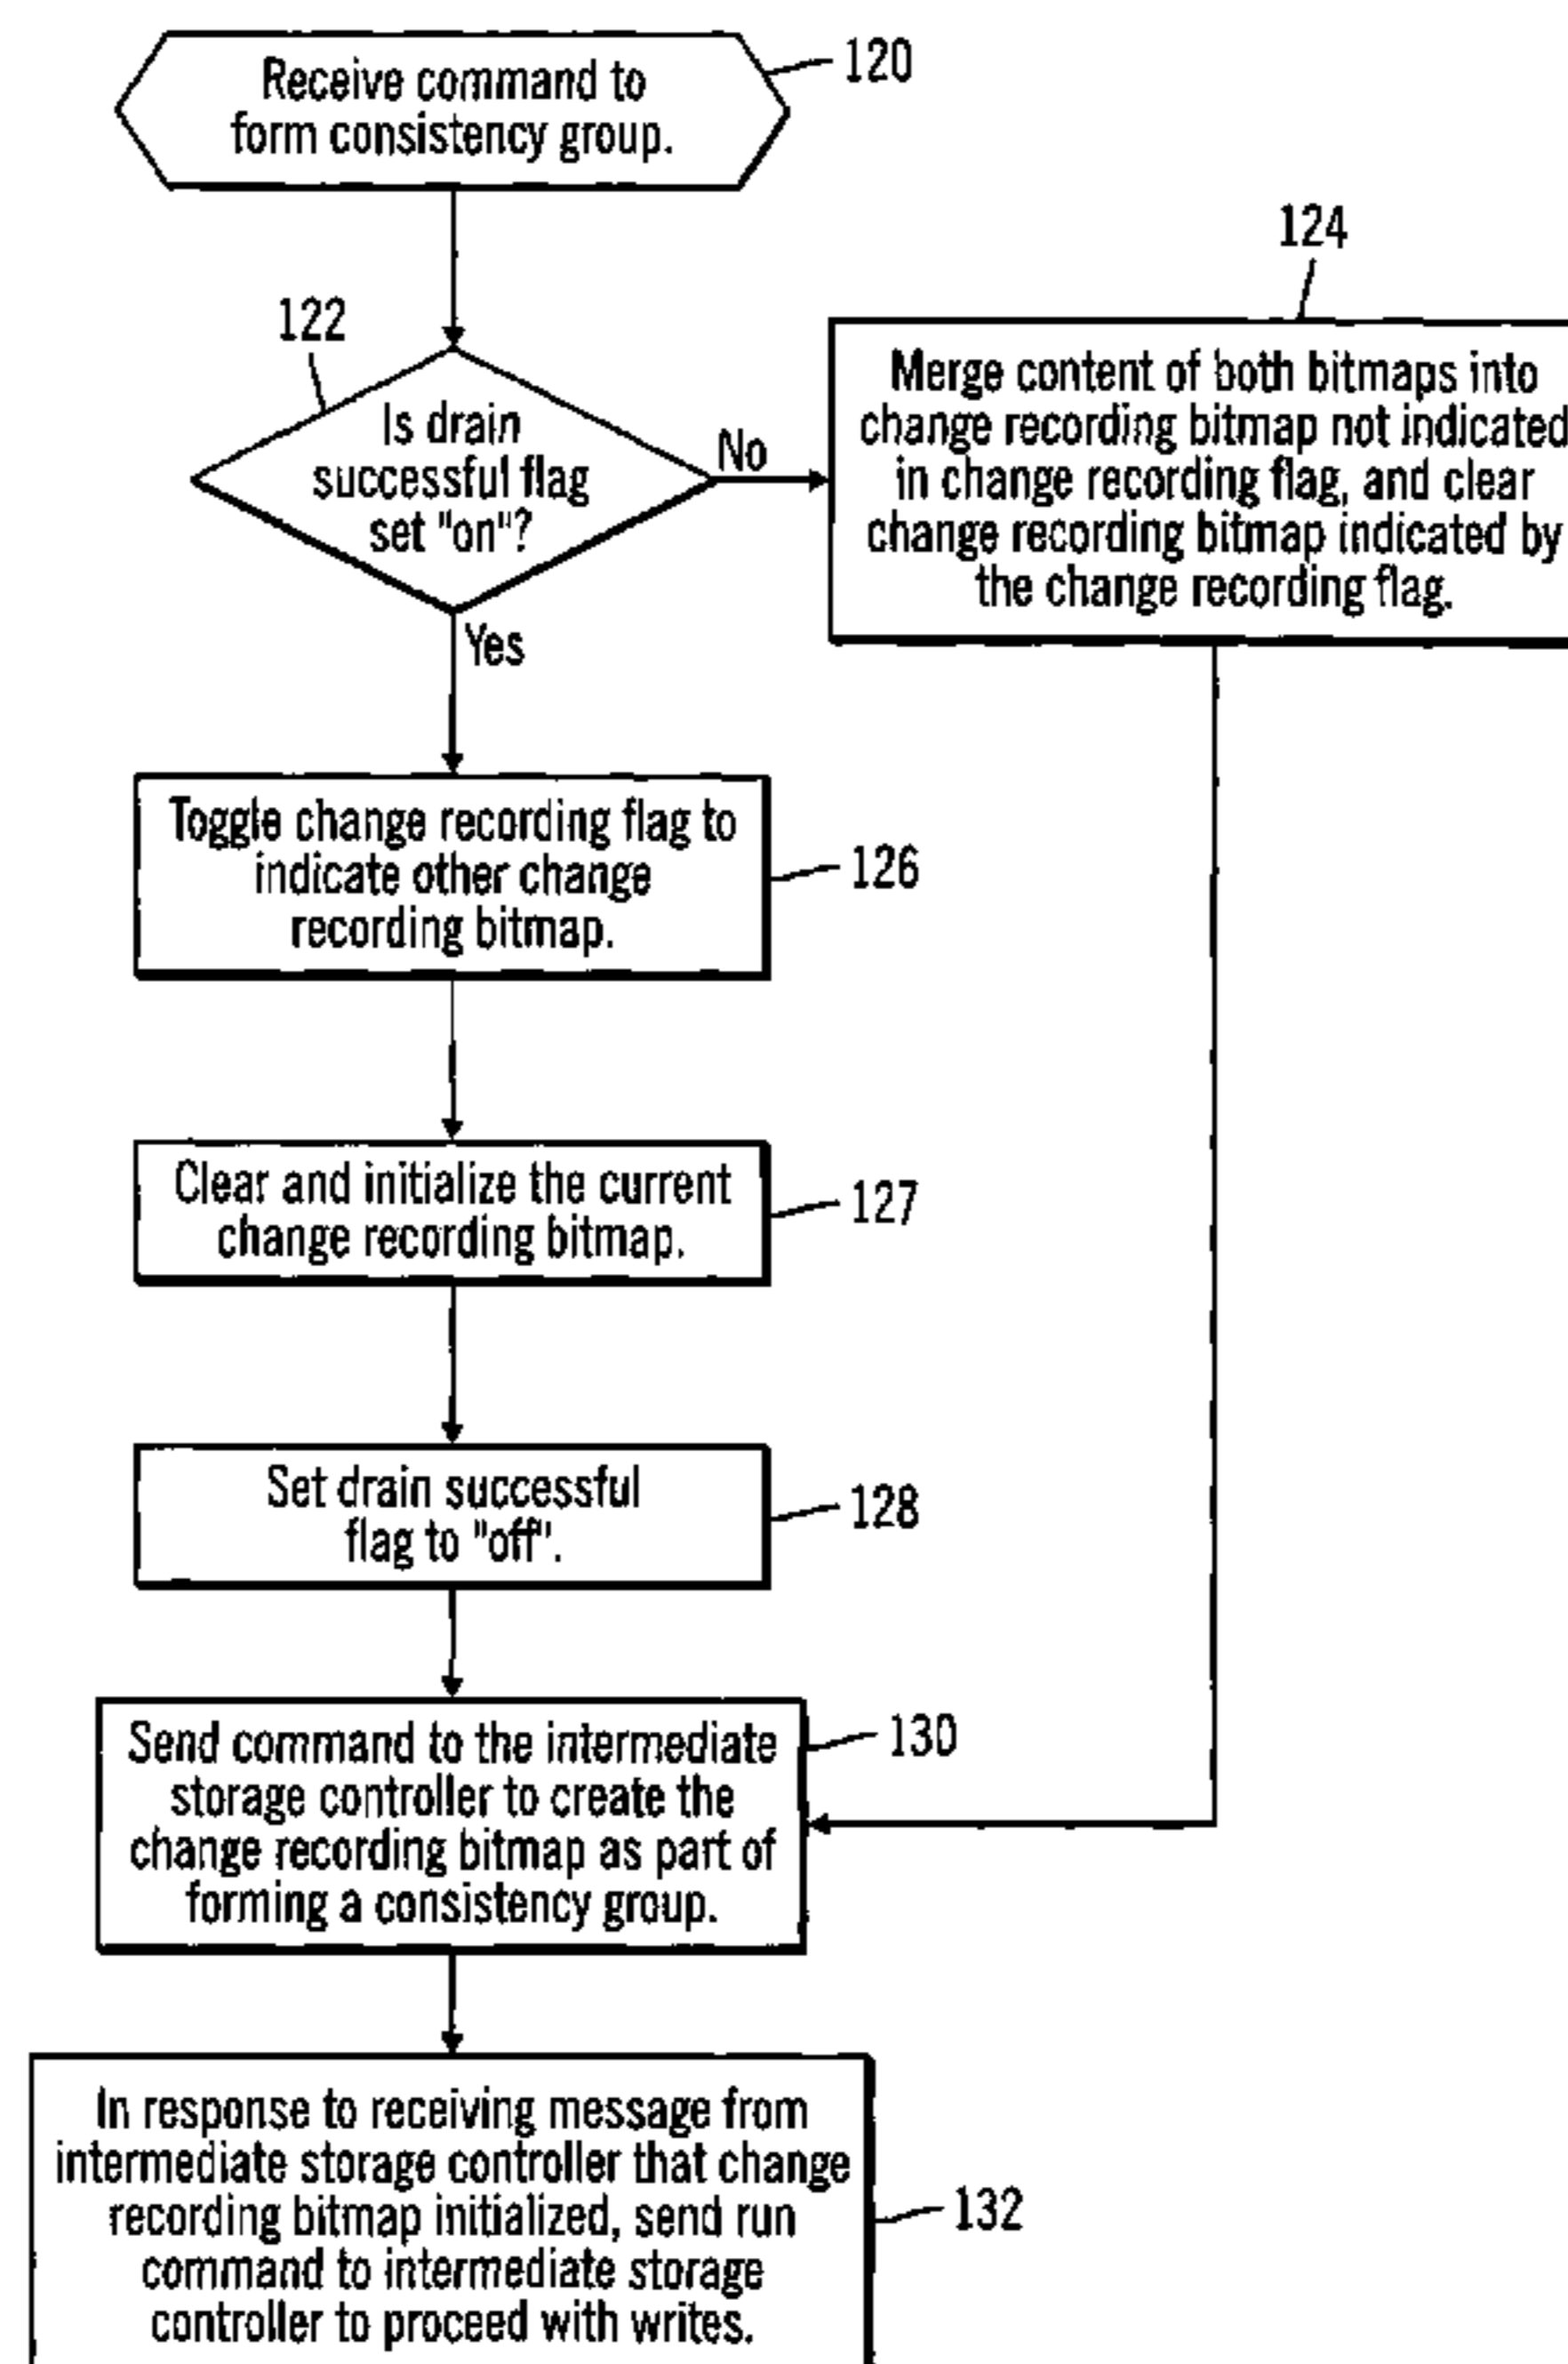 Receive command to
form consistency group.
120
122
Is drain
successful flag
set "on"?
No
Yes
124
Merge content of both bitmaps into
change recording bitmap not indicated
in change recording flag, and clear
change recording bitmap indicated by
the change recording flag.
Toggle change recording flag to
indicate other change
recording bitmap.
126
Clear and initialize the current
change recording bitmap.
127
Set drain successful
flag to "off".
128
Send command to the intermediate
storage controller to create the
change recording bitmap as part of
forming a consistency group.
130
In response to receiving message from
intermediate storage controller that change
recording bitmap initialized, send run
command to intermediate storage
controller to proceed with writes.
132